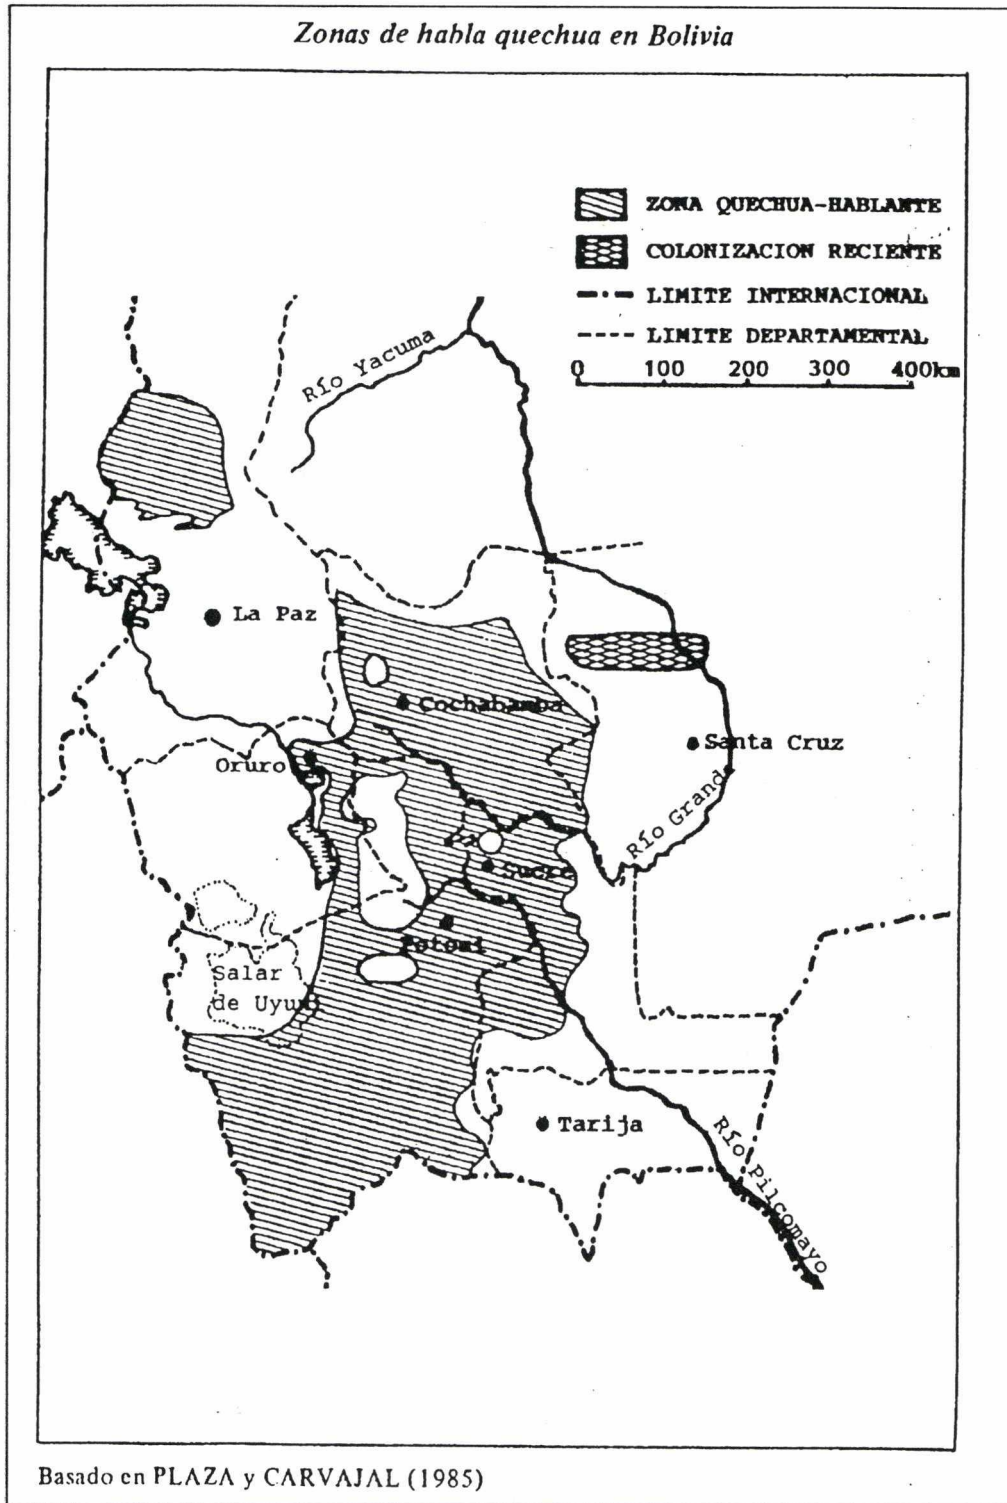 Zonas de habla quechua en Bolivia
ZONA QUECHUA-HABLANTE
COLONIZACION RECIENTE
LIMITE INTERNACIONAL
LIMITE DEPARTAMENTAL
0 100 200 300 400km
Río Yacuma
La Paz
Cochabamba
Santa Cruz
Oruro
Río Grande
Sucre
Potosí
Salar
de Uyuni
Tarija
Río Pilcomayo
Basado en PLAZA y CARVAJAL (1985)